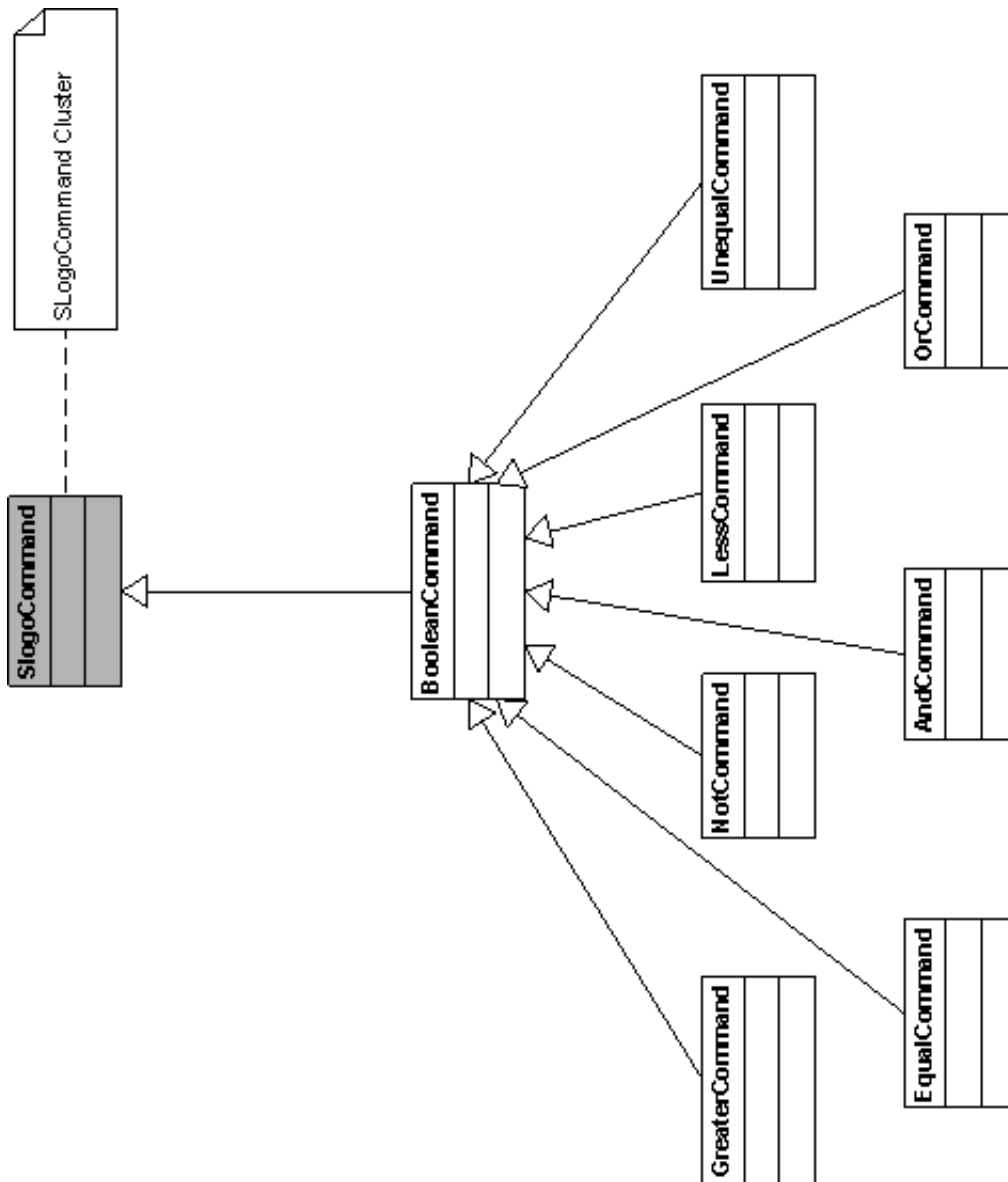 SLogoCommand Cluster
SlogoCommand
BooleanCommand
GreaterCommand
NotCommand
LessCommand
UnequalCommand
EqualCommand
AndCommand
OrCommand